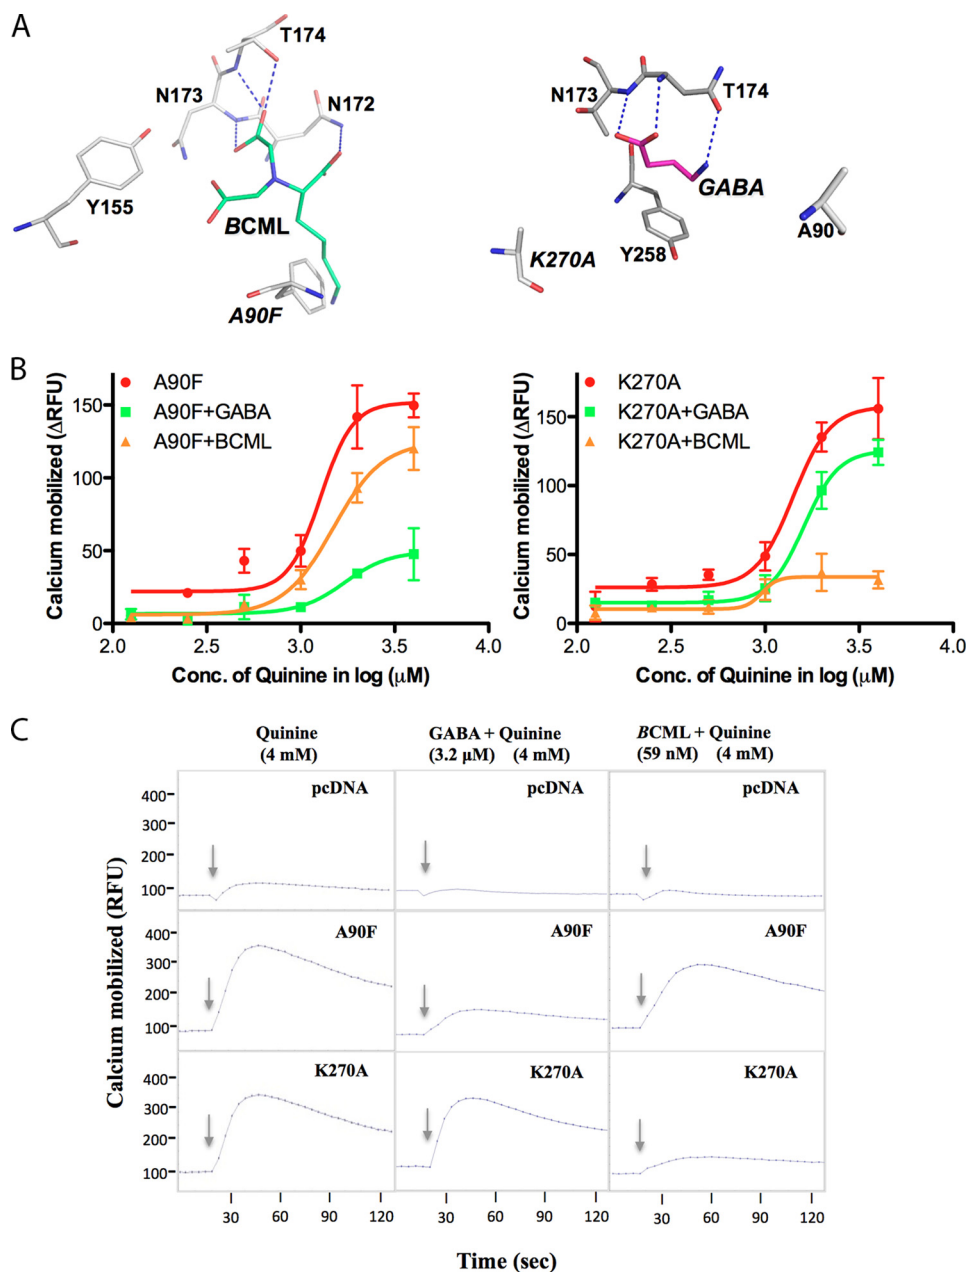 A
T174
N173
N172
Y155
BCML
A90F
N173
T174
GABA
A90
Y258
K270A
B
Calcium mobilized (ΔRFU)
150
100
50
0
2.0
2.5
3.0
3.5
4.0
Conc. of Quinine in log (μM)
A90F
A90F+GABA
A90F+BCML
Calcium mobilized (ΔRFU)
150
100
50
0
2.0
2.5
3.0
3.5
4.0
Conc. of Quinine in log (μM)
K270A
K270A+GABA
K270A+BCML
C
Quinine
(4 mM)
GABA + Quinine
(3.2 μM) (4 mM)
BCML + Quinine
(59 nM) (4 mM)
Calcium mobilized (RFU)
400
300
200
100
pcDNA
pcDNA
pcDNA
400
300
200
100
A90F
A90F
A90F
400
300
200
100
K270A
K270A
K270A
30 60 90 120
30 60 90 120
30 60 90 120
Time (sec)